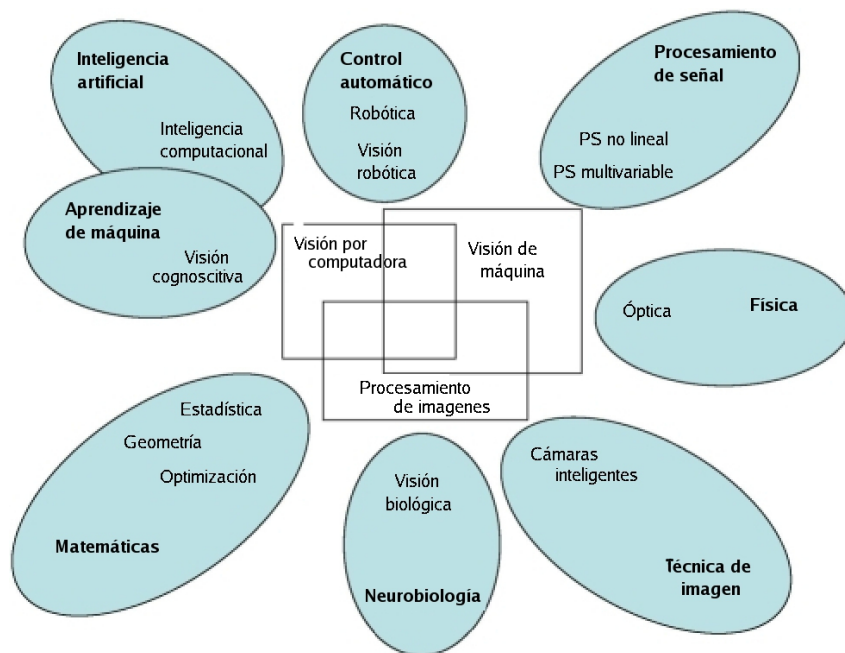 Inteligencia
artificial
Inteligencia
computacional
Control
automático
Robótica
Visión
robótica
Procesamiento
de señal
PS no lineal
PS multivariable
Aprendizaje
de máquina
Visión
cognoscitiva
Visión por
computadora
Visión de
máquina
Procesamiento
de imagenes
Óptica
Física
Estadística
Geometría
Optimización
Matemáticas
Visión
biológica
Neurobiología
Cámaras
inteligentes
Técnica de
imagen